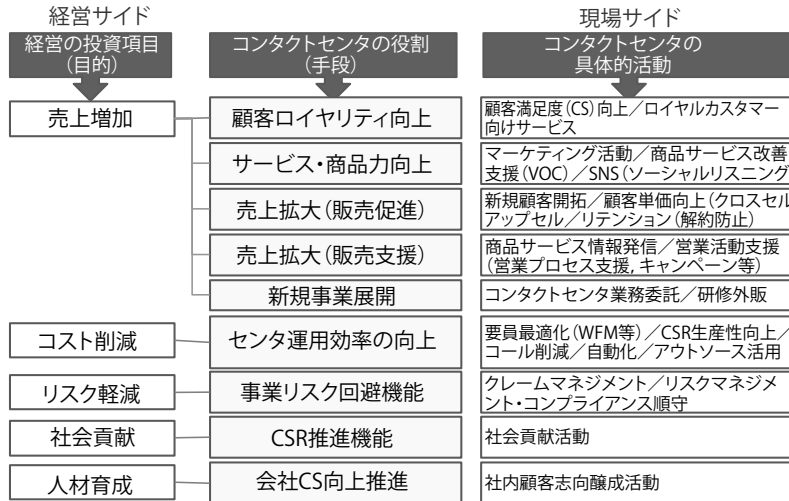 経営サイド
現場サイド
経営の投資項目
(目的)
コンタクトセンタの役割
(手段)
コンタクトセンタの
具体的活動
売上増加
顧客ロイヤリティ向上
顧客満足度(CS)向上／ロイヤルカスタマー
向けサービス
サービス・商品力向上
マーケティング活動／商品サービス改善
支援(VOC)／SNS(ソーシャルリスニング
売上拡大(販売促進)
新規顧客開拓／顧客単価向上(クロスセル
アップセル／リテンション(解約防止)
売上拡大(販売支援)
商品サービス情報発信／営業活動支援
(営業プロセス支援, キャンペーン等)
新規事業展開
コンタクトセンタ業務委託／研修外販
コスト削減
センタ運用効率の向上
要員最適化(WFM等)／CSR生産性向上／
コール削減／自動化／アウトソース活用
リスク軽減
事業リスク回避機能
クレームマネジメント／リスクマネジメ
ント・コンプライアンス順守
社会貢献
CSR推進機能
社会貢献活動
人材育成
会社CS向上推進
社内顧客志向醸成活動